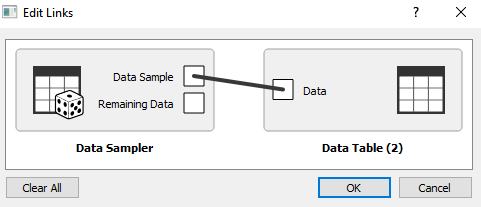 Edit Links
?
Data Sample
Remaining Data
Data
Data Sampler
Data Table (2)
Clear All
OK
Cancel